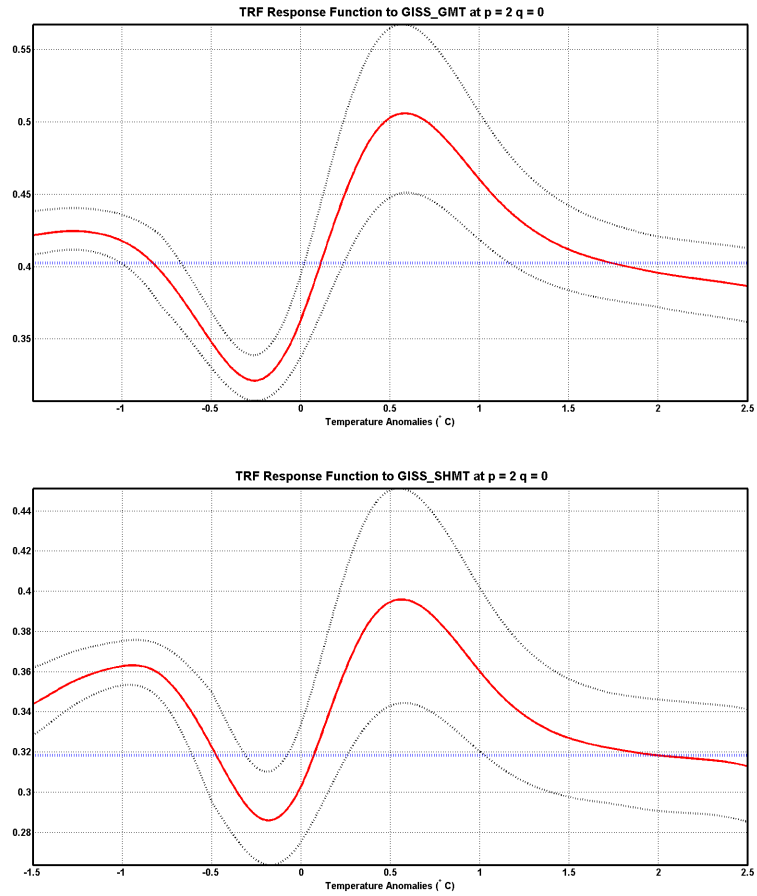 TRF Response Function to GISS_GMT at p = 2 q = 0
0.55
0.5
0.45
0.4
0.35
-1 -0.5 0 0.5 1 1.5 2 2.5
Temperature Anomalies (° C)
TRF Response Function to GISS_SHMT at p = 2 q = 0
0.44
0.42
0.4
0.38
0.36
0.34
0.32
0.3
0.28
-1.5 -1 -0.5 0 0.5 1 1.5 2 2.5
Temperature Anomalies (° C)